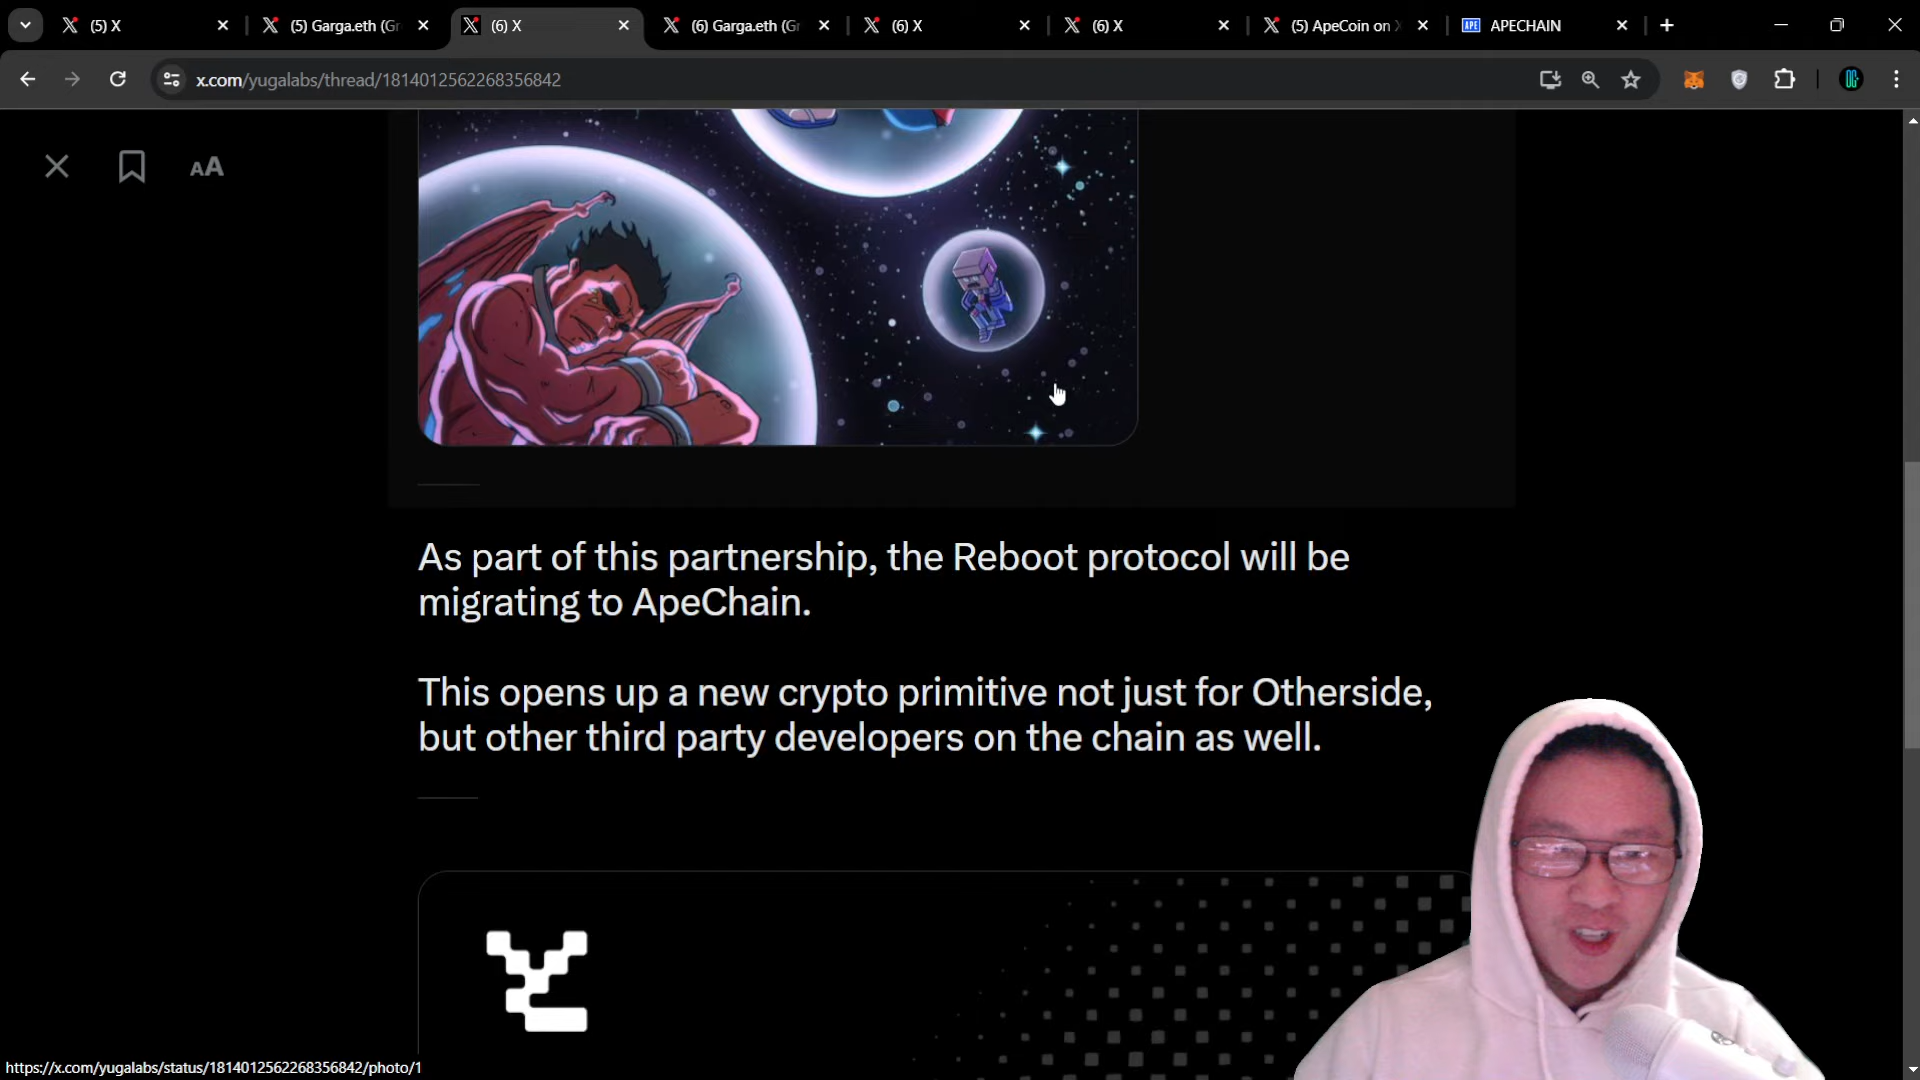 (5) X
(5) Garga.eth (Gr
(6) X
(6) Garga.eth (Gr
(6) X
(6) X
(5) ApeCoin on X
APE APECHAIN
x.com/yugalabs/thread/1814012562268356842
AA
As part of this partnership, the Reboot protocol will be
migrating to ApeChain.
This opens up a new crypto primitive not just for Otherside,
but other third party developers on the chain as well.
https://x.com/yugalabs/status/1814012562268356842/photo/1